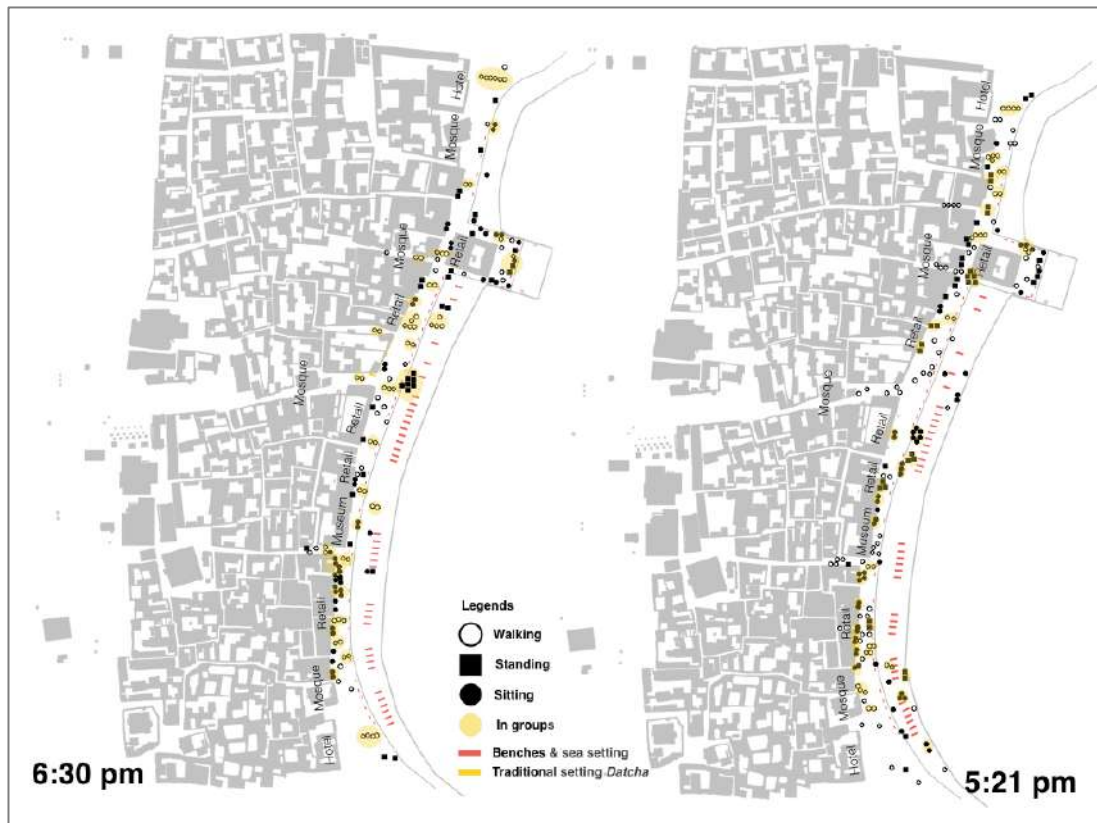 Hotel
Mosque
Mosque
Retail
Retail
Mosque
Retail
Retail
Museum
Retail
Mosque
Hotel
6:30 pm
Legends
Walking
Standing
Sitting
In groups
Benches & sea setting
Traditional setting Datcha
Hotel
Mosque
Mosque
Retail
Retail
Mosque
Retail
Retail
Museum
Retail
Mosque
Hotel
5:21 pm